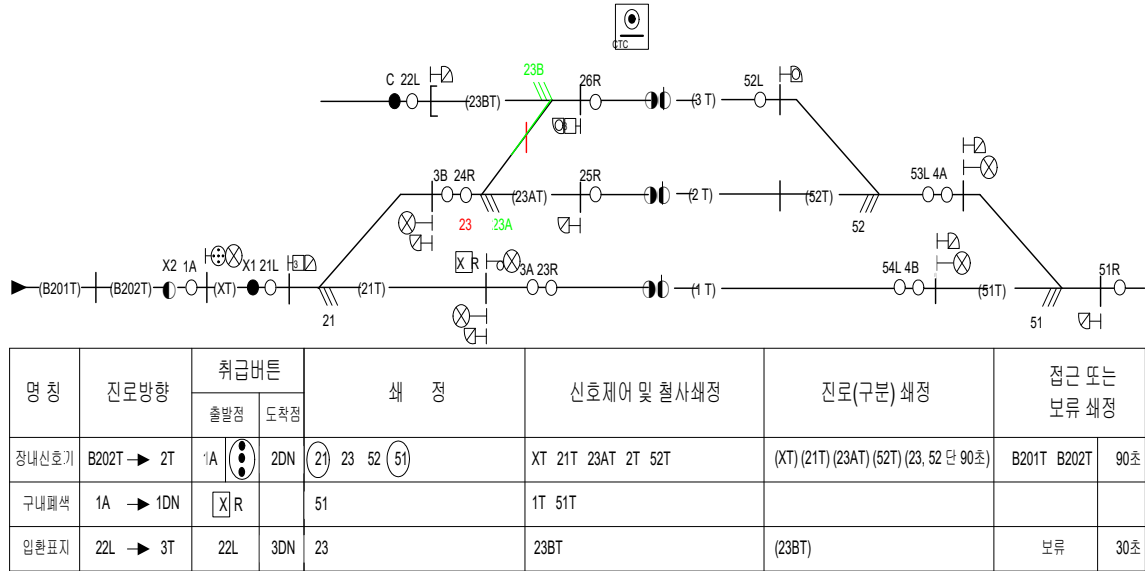 CTC
23B
C 22L
(23BT)
26R
(3 T)
52L
3B 24R
(23AT)
25R
(2 T)
(52T)
53L 4A
23
23A
52
X2 1A
X1 21L
3
X R
3A 23R
54L 4B
51R
(B201T)
(B202T)
(XT)
(21T)
(1 T)
(51T)
21
51
명 칭 진로방향 취급버튼 쇄 정 신호제어 및 철사쇄정 진로(구분) 쇄정 접근 또는
보류 쇄정
출발점 도착점
장내신호기 B202T → 2T 1A 2DN 21 23 52 51 XT 21T 23AT 2T 52T (XT) (21T) (23AT) (52T) (23, 52 단 90초) B201T B202T 90초
구내폐색 1A → 1DN X R 51 1T 51T
입환표지 22L → 3T 22L 3DN 23 23BT (23BT) 보류 30초